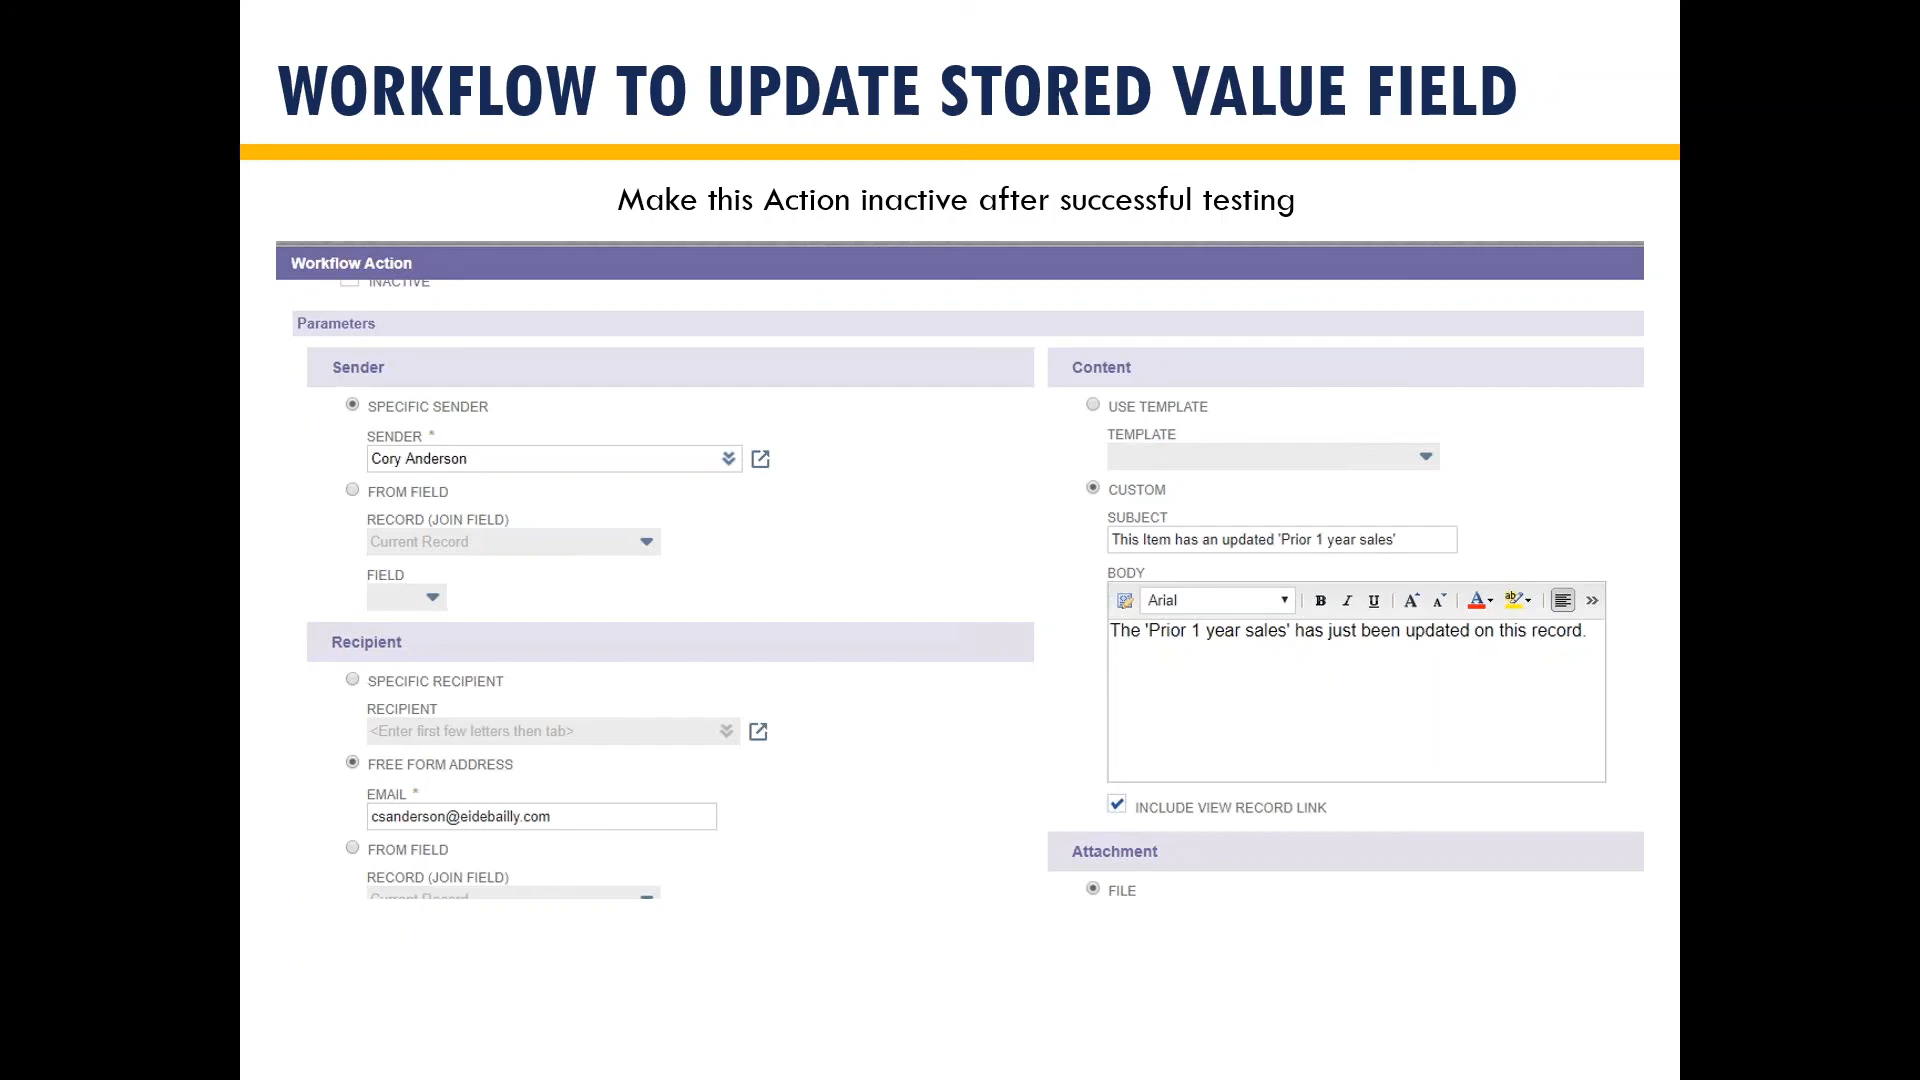 WORKFLOW TO UPDATE STORED VALUE FIELD
Make this Action inactive after successful testing
Workflow Action
INACTIVE
Parameters
Sender
SPECIFIC SENDER
SENDER *
Cory Anderson
FROM FIELD
RECORD (JOIN FIELD)
Current Record
FIELD
Recipient
SPECIFIC RECIPIENT
RECIPIENT
<Enter first few letters then tab>
FREE FORM ADDRESS
EMAIL *
csanderson@eidebailly.com
FROM FIELD
RECORD (JOIN FIELD)
Current Record
Content
USE TEMPLATE
TEMPLATE
CUSTOM
SUBJECT
This Item has an updated 'Prior 1 year sales'
BODY
Arial B I U A A A ab
The 'Prior 1 year sales' has just been updated on this record.
INCLUDE VIEW RECORD LINK
Attachment
FILE